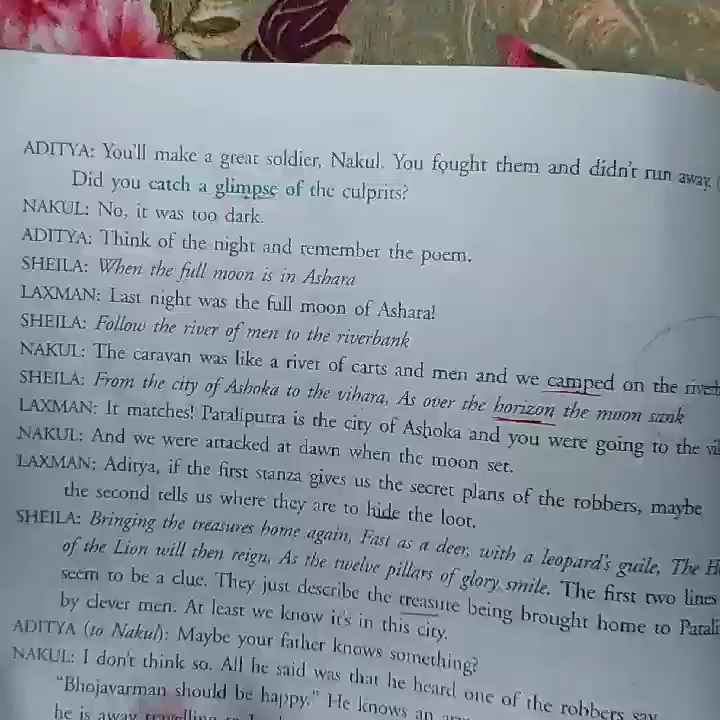 ADITYA: You'll make a great soldier, Nakul. You fought them and didn't run away.
Did you catch a glimpse of the culprits?
NAKUL: No, it was too dark.
ADITYA: Think of the night and remember the poem.
SHEILA: When the full moon is in Ashara
LAXMAN: Last night was the full moon of Ashara!
SHEILA: Follow the river of men to the riverbank
NAKUL: The caravan was like a river of carts and men and we camped on the
SHEILA: From the city of Ashoka to the vihara, As over the horizon the moon sank
LAXMAN: It matches! Pataliputra is the city of Ashoka and you were going to the
NAKUL: And we were attacked at dawn when the moon set.
LAXMAN: Aditya, if the first stanza gives us the secret plans of the robbers, maybe
the second tells us where they are to hide the loot.
SHEILA: Bringing the treasures home again, Fast as a deer, with a leopard's guile, The
of the Lion will then reign, As the twelve pillars of glory smile. The first two lines
seem to be a clue. They just describe the treasure being brought home to
by clever men. At least we know it's in this city.
ADITYA (to Nakul): Maybe your father knows something?
NAKUL: I don't think so. All he said was that he heard one of the robbers say
"Bhojavarman should be happy." He knows an
he is away travelling